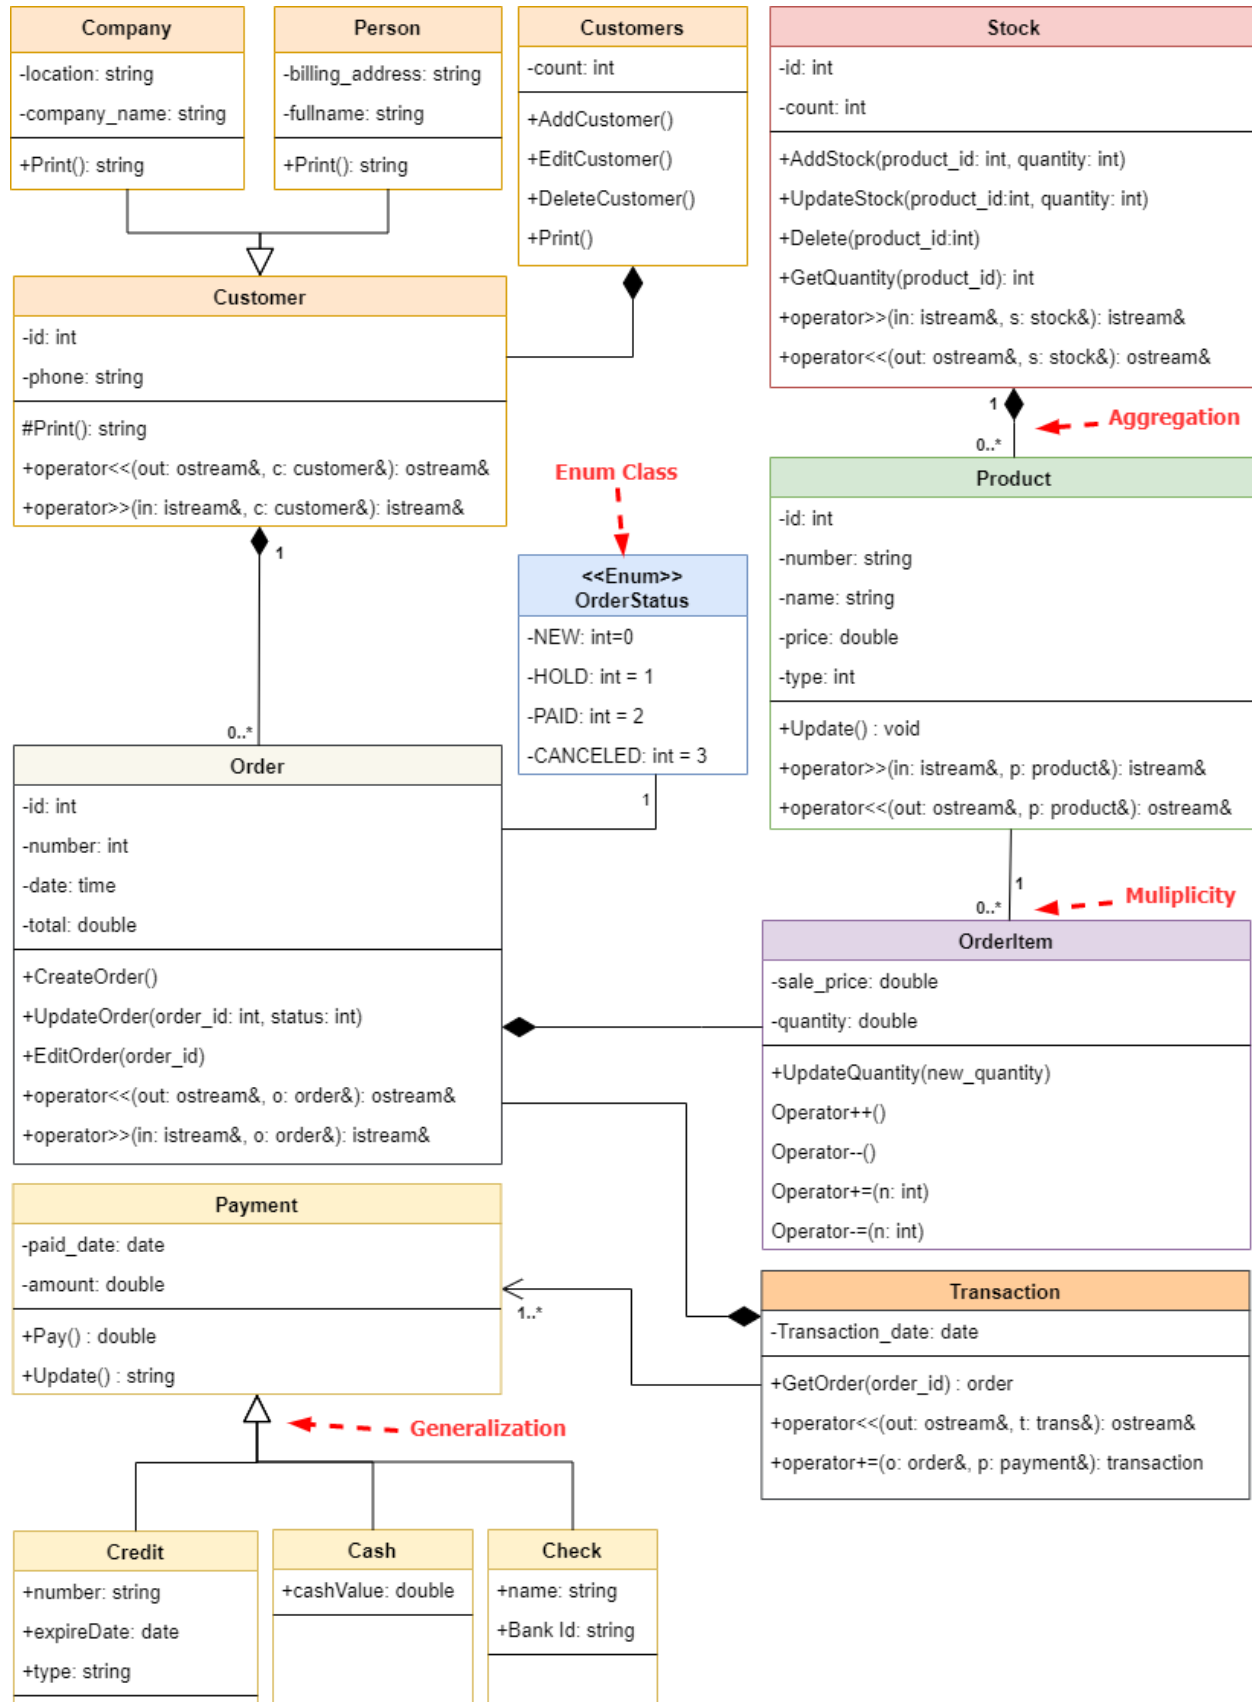 Company
-location: string
-company_name: string
+Print(): string
Person
-billing_address: string
-fullname: string
+Print(): string
Customers
-count: int
+AddCustomer()
+EditCustomer()
+DeleteCustomer()
+Print()
Stock
-id: int
-count: int
+AddStock(product_id: int, quantity: int)
+UpdateStock(product_id:int, quantity: int)
+Delete(product_id:int)
+GetQuantity(product_id): int
+operator>>(in: istream&, s: stock&): istream&
+operator<<(out: ostream&, s: stock&): ostream&
Customer
-id: int
-phone: string
#Print(): string
+operator<<(out: ostream&, c: customer&): ostream&
+operator>>(in: istream&, c: customer&): istream&
1
0..*
1
Aggregation
0..*
Enum Class
<<Enum>>
OrderStatus
-NEW: int=0
-HOLD: int = 1
-PAID: int = 2
-CANCELED: int = 3
1
Product
-id: int
-number: string
-name: string
-price: double
-type: int
+Update() : void
+operator>>(in: istream&, p: product&): istream&
+operator<<(out: ostream&, p: product&): ostream&
1
Muliplicity
0..*
Order
-id: int
-number: int
-date: time
-total: double
+CreateOrder()
+UpdateOrder(order_id: int, status: int)
+EditOrder(order_id)
+operator<<(out: ostream&, o: order&): ostream&
+operator>>(in: istream&, o: order&): istream&
OrderItem
-sale_price: double
-quantity: double
+UpdateQuantity(new_quantity)
Operator++()
Operator--()
Operator+=(n: int)
Operator-=(n: int)
Payment
-paid_date: date
-amount: double
+Pay() : double
+Update() : string
1..*
Transaction
-Transaction_date: date
+GetOrder(order_id) : order
+operator<<(out: ostream&, t: trans&): ostream&
+operator+=(o: order&, p: payment&): transaction
Generalization
Credit
+number: string
+expireDate: date
+type: string
Cash
+cashValue: double
Check
+name: string
+Bank Id: string